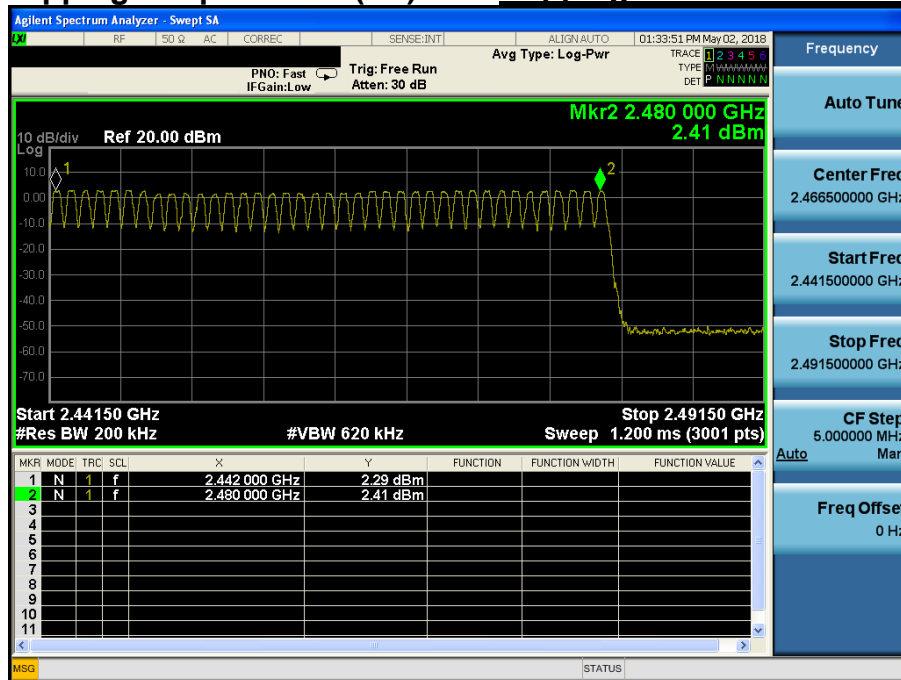 Agilent Spectrum Analyzer - Swept SA
LXI RF 50 Ω AC CORREC SENSE:INT ALIGN AUTO 01:33:51 PM May 02, 2018
Avg Type: Log-Pwr TRACE 1 2 3 4 5 6
PNO: Fast Trig: Free Run TYPE M WWWWW
IFGain:Low Atten: 30 dB DET P N N N N N
Mkr2 2.480 000 GHz
10 dB/div Ref 20.00 dBm 2.41 dBm
Log
10.0
0.00
-10.0
-20.0
-30.0
-40.0
-50.0
-60.0
-70.0
1
2
Start 2.44150 GHz Stop 2.49150 GHz
#Res BW 200 kHz #VBW 620 kHz Sweep 1.200 ms (3001 pts)
MKR MODE TRC SCL X Y FUNCTION FUNCTION WIDTH FUNCTION VALUE
1 N 1 f 2.442 000 GHz 2.29 dBm
2 N 1 f 2.480 000 GHz 2.41 dBm
3
4
5
6
7
8
9
10
11
MSG STATUS
Frequency
Auto Tune
Center Freq
2.466500000 GHz
Start Freq
2.441500000 GHz
Stop Freq
2.491500000 GHz
CF Step
5.000000 MHz
Auto Man
Freq Offset
0 Hz